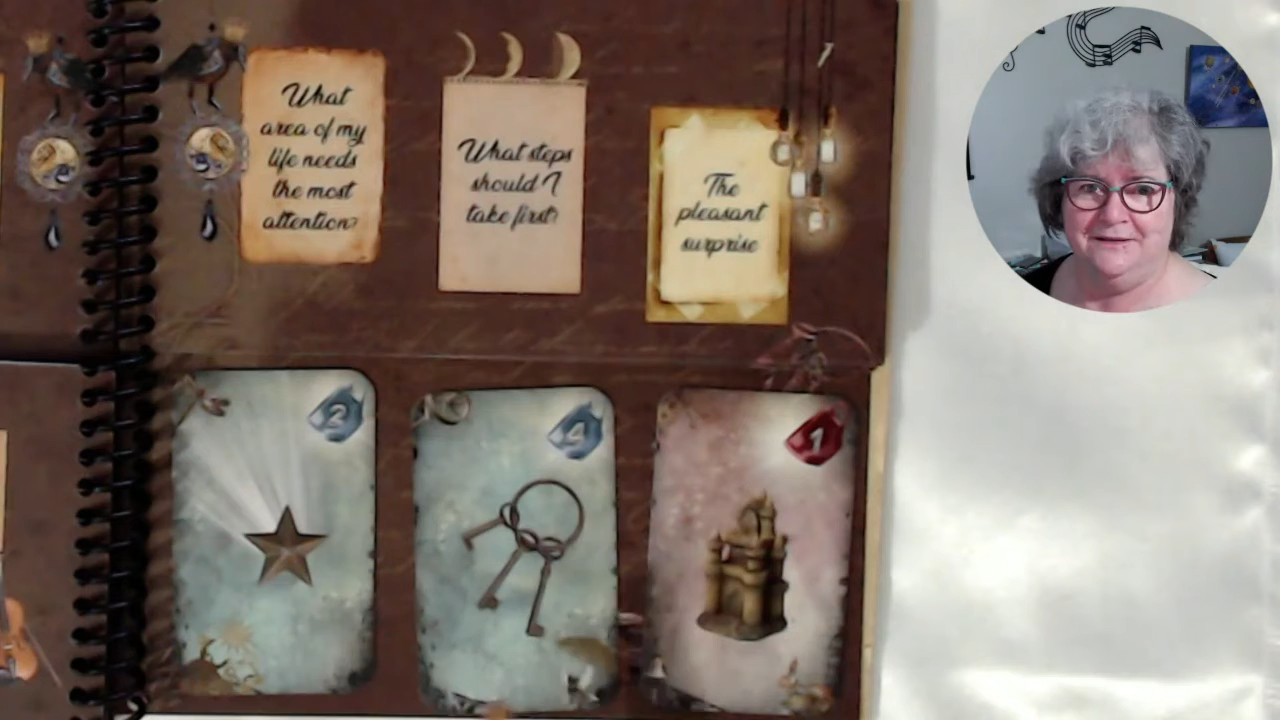 What
area of my
life needs
the most
attention?
What steps
should I
take first?
The
pleasant
surprise
2
4
1